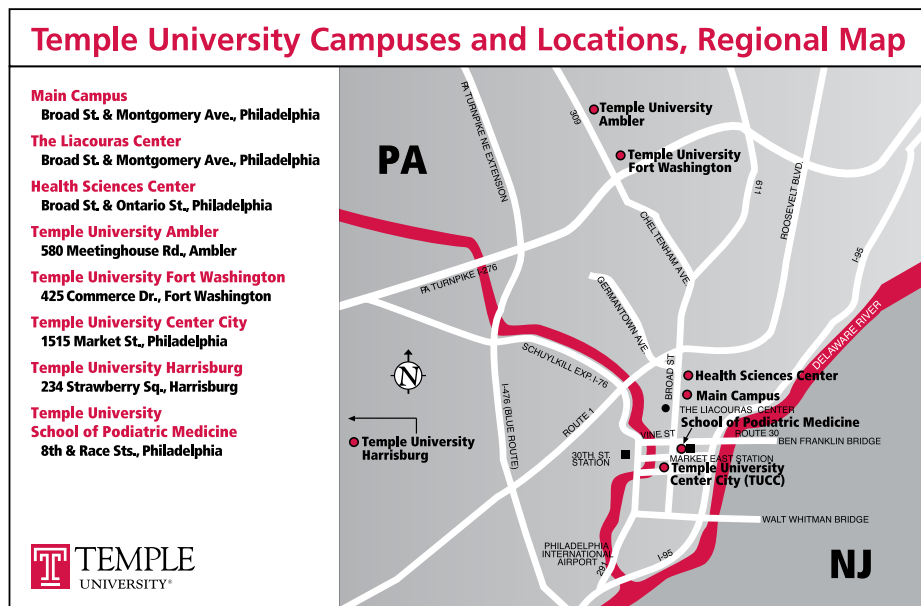 Temple University Campuses and Locations, Regional Map
Main Campus
Broad St. & Montgomery Ave., Philadelphia
The Liacouras Center
Broad St. & Montgomery Ave., Philadelphia
Health Sciences Center
Broad St. & Ontario St., Philadelphia
Temple University Ambler
580 Meetinghouse Rd., Ambler
Temple University Fort Washington
425 Commerce Dr., Fort Washington
Temple University Center City
1515 Market St., Philadelphia
Temple University Harrisburg
234 Strawberry Sq., Harrisburg
Temple University
School of Podiatric Medicine
8th & Race Sts., Philadelphia
T TEMPLE
UNIVERSITY®
PA
PA TURNPIKE NE EXTENSION
309
Temple University
Ambler
Temple University
Fort Washington
611
ROOSEVELT BLVD.
I-95
CHELTENHAM AVE.
PA TURNPIKE I-276
GERMANTOWN AVE.
DELAWARE RIVER
SCHUYLKILL EXP. I-76
BROAD ST
N
I-476 (BLUE ROUTE)
ROUTE 1
Health Sciences Center
Main Campus
THE LIACOURAS CENTER
School of Podiatric Medicine
VINE ST
ROUTE 30
BEN FRANKLIN BRIDGE
Temple University
Harrisburg
30TH. ST.
STATION
MARKET EAST STATION
Temple University
Center City (TUCC)
WALT WHITMAN BRIDGE
PHILADELPHIA
INTERNATIONAL
AIRPORT
291
I-95
NJ